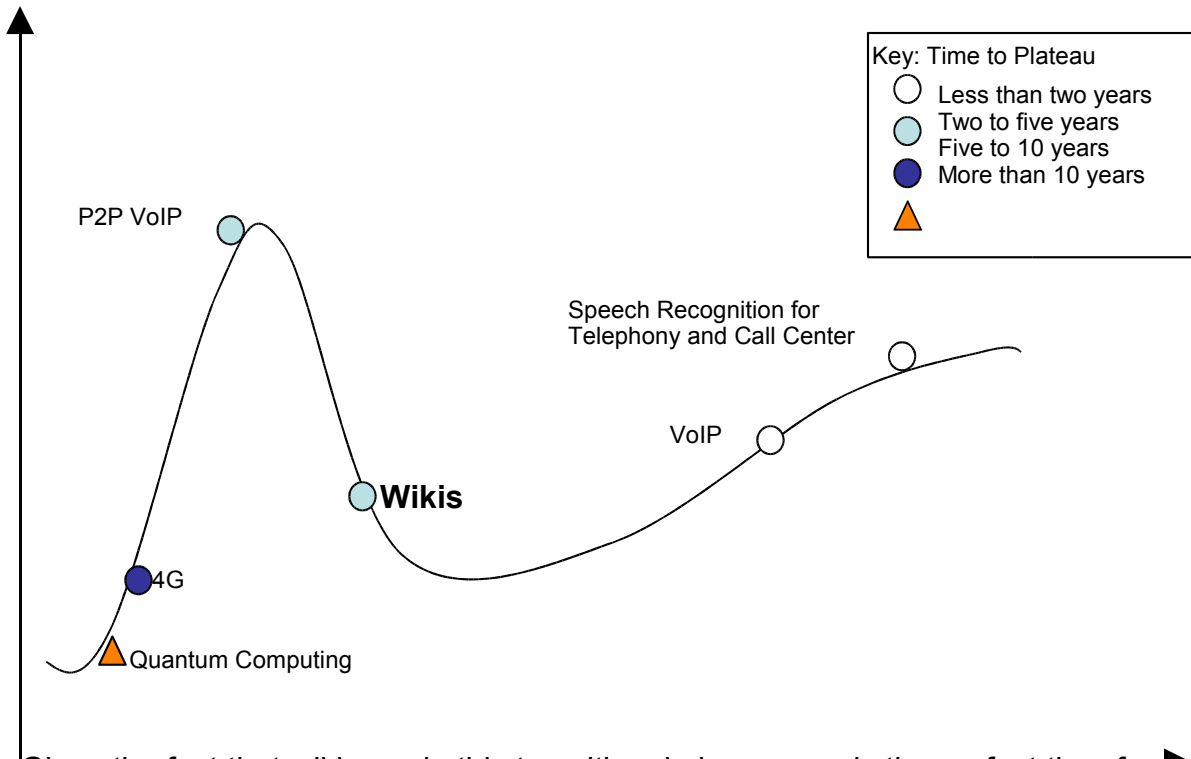 Key: Time to Plateau
Less than two years
Two to five years
Five to 10 years
More than 10 years
P2P VoIP
Speech Recognition for
Telephony and Call Center
VoIP
Wikis
4G
Quantum Computing